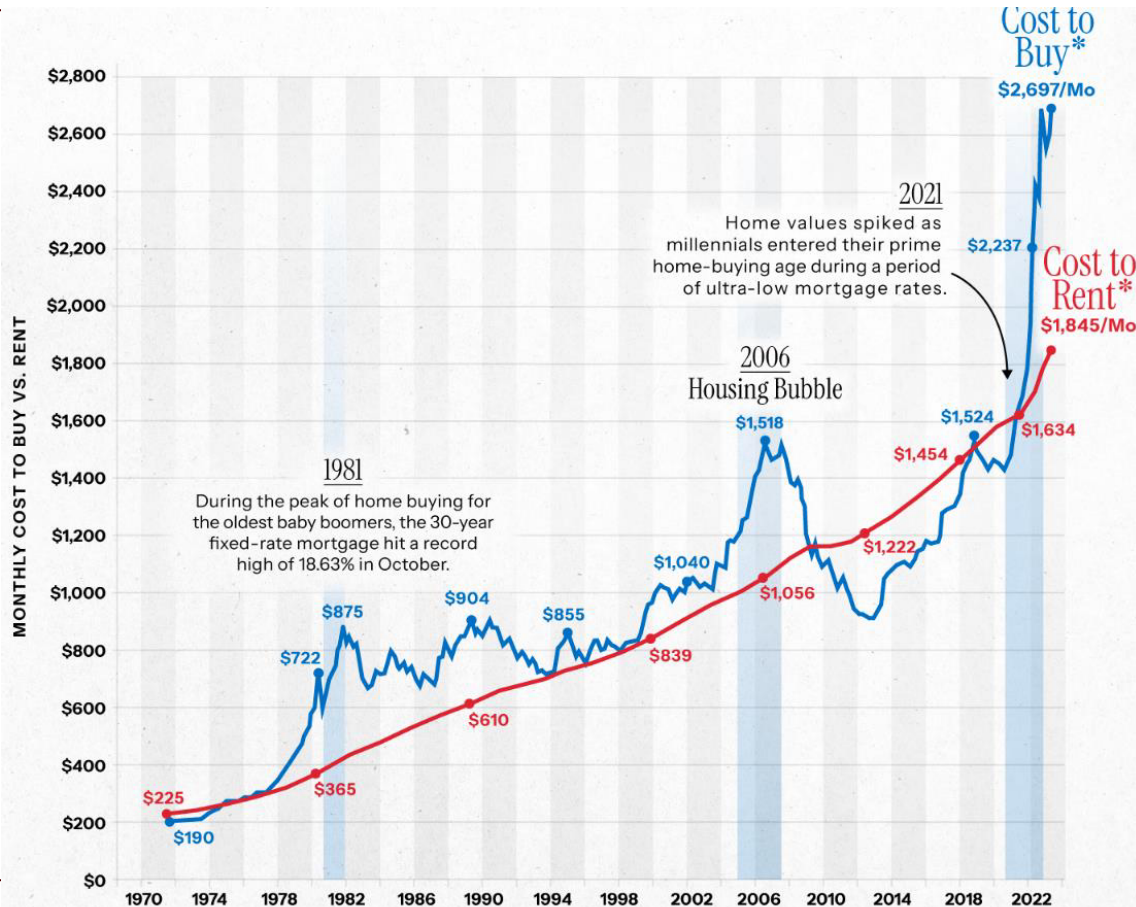 Cost to
Buy*
$2,697/Mo
$2,800
$2,600
$2,400
$2,200
$2,000
$1,800
$1,600
$1,400
$1,200
$1,000
$800
$600
$400
$200
$0
MONTHLY COST TO BUY VS. RENT
2021
Home values spiked as
millennials entered their prime
home-buying age during a period
of ultra-low mortgage rates.
$2,237
Cost to
Rent*
$1,845/Mo
2006
Housing Bubble
$1,518
$1,524
$1,454
$1,634
1981
During the peak of home buying for
the oldest baby boomers, the 30-year
fixed-rate mortgage hit a record
high of 18.63% in October.
$1,222
$1,040
$1,056
$875
$904
$855
$722
$839
$610
$365
$225
$190
1970 1974 1978 1982 1986 1990 1994 1998 2002 2006 2010 2014 2018 2022